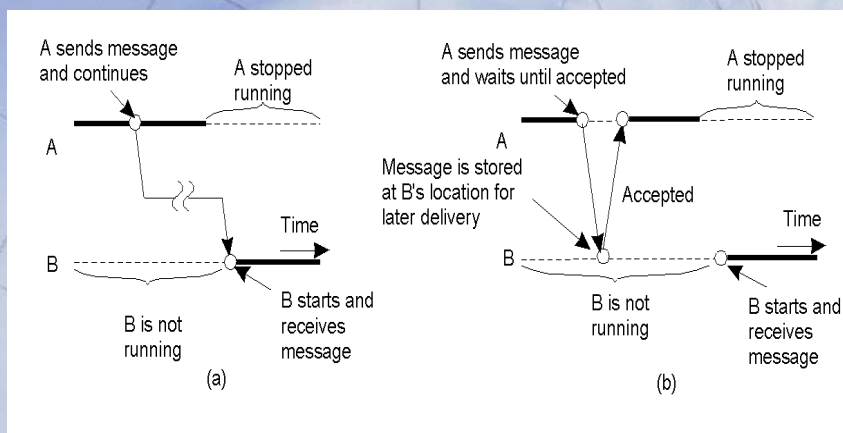 A sends message
and continues
A stopped
running
A
Time
B
B is not
running
B starts and
receives
message
(a)
A sends message
and waits until accepted
A stopped
running
A
Message is stored
at B's location for
later delivery
Accepted
Time
B
B is not
running
B starts and
receives
message
(b)